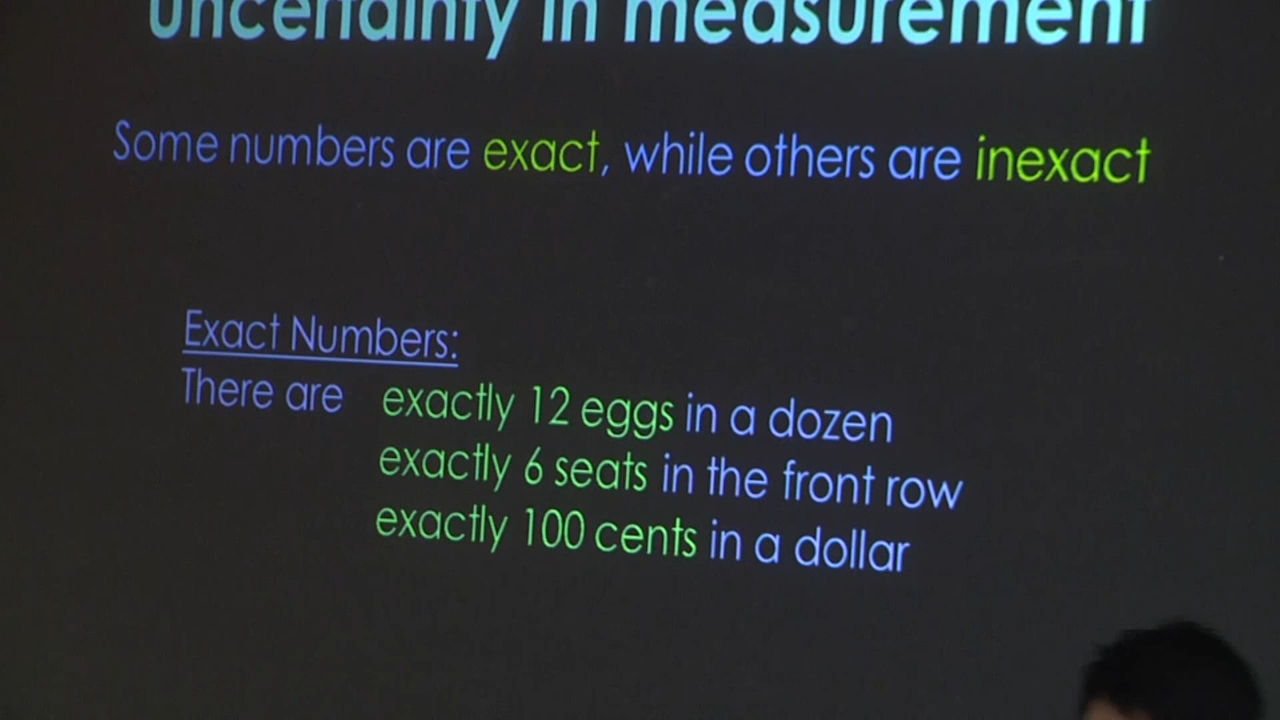 Uncertainty in measurement
Some numbers are exact, while others are inexact
Exact Numbers:
There are exactly 12 eggs in a dozen
exactly 6 seats in the front row
exactly 100 cents in a dollar